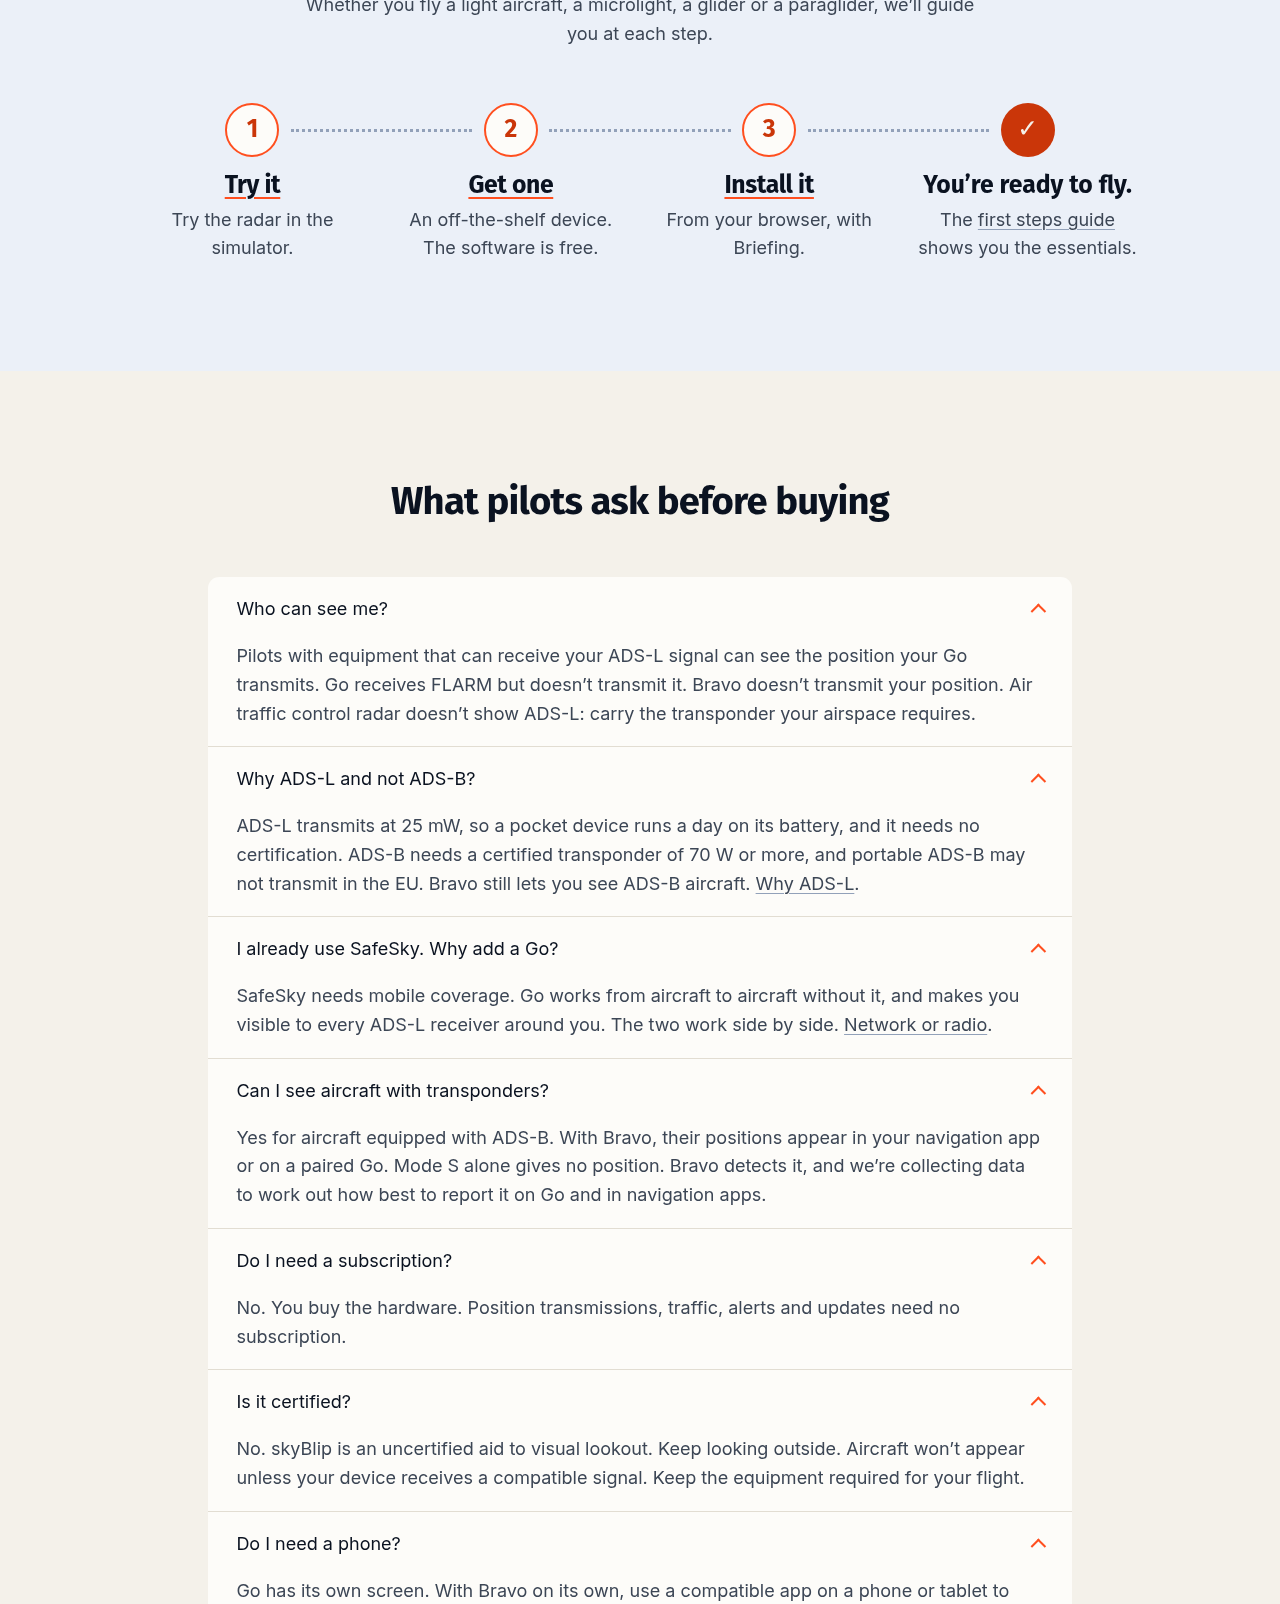 Whether you fly a light aircraft, a microlight, a glider or a paraglider, we’ll guide
you at each step.
1
2
3
✓
Try it
Get one
Install it
You’re ready to fly.
Try the radar in the
simulator.
An off-the-shelf device.
The software is free.
From your browser, with
Briefing.
The first steps guide
shows you the essentials.
What pilots ask before buying
Who can see me?
Pilots with equipment that can receive your ADS-L signal can see the position your Go
transmits. Go receives FLARM but doesn’t transmit it. Bravo doesn’t transmit your position. Air
traffic control radar doesn’t show ADS-L: carry the transponder your airspace requires.
Why ADS-L and not ADS-B?
ADS-L transmits at 25 mW, so a pocket device runs a day on its battery, and it needs no
certification. ADS-B needs a certified transponder of 70 W or more, and portable ADS-B may
not transmit in the EU. Bravo still lets you see ADS-B aircraft. Why ADS-L.
I already use SafeSky. Why add a Go?
SafeSky needs mobile coverage. Go works from aircraft to aircraft without it, and makes you
visible to every ADS-L receiver around you. The two work side by side. Network or radio.
Can I see aircraft with transponders?
Yes for aircraft equipped with ADS-B. With Bravo, their positions appear in your navigation app
or on a paired Go. Mode S alone gives no position. Bravo detects it, and we’re collecting data
to work out how best to report it on Go and in navigation apps.
Do I need a subscription?
No. You buy the hardware. Position transmissions, traffic, alerts and updates need no
subscription.
Is it certified?
No. skyBlip is an uncertified aid to visual lookout. Keep looking outside. Aircraft won’t appear
unless your device receives a compatible signal. Keep the equipment required for your flight.
Do I need a phone?
Go has its own screen. With Bravo on its own, use a compatible app on a phone or tablet to